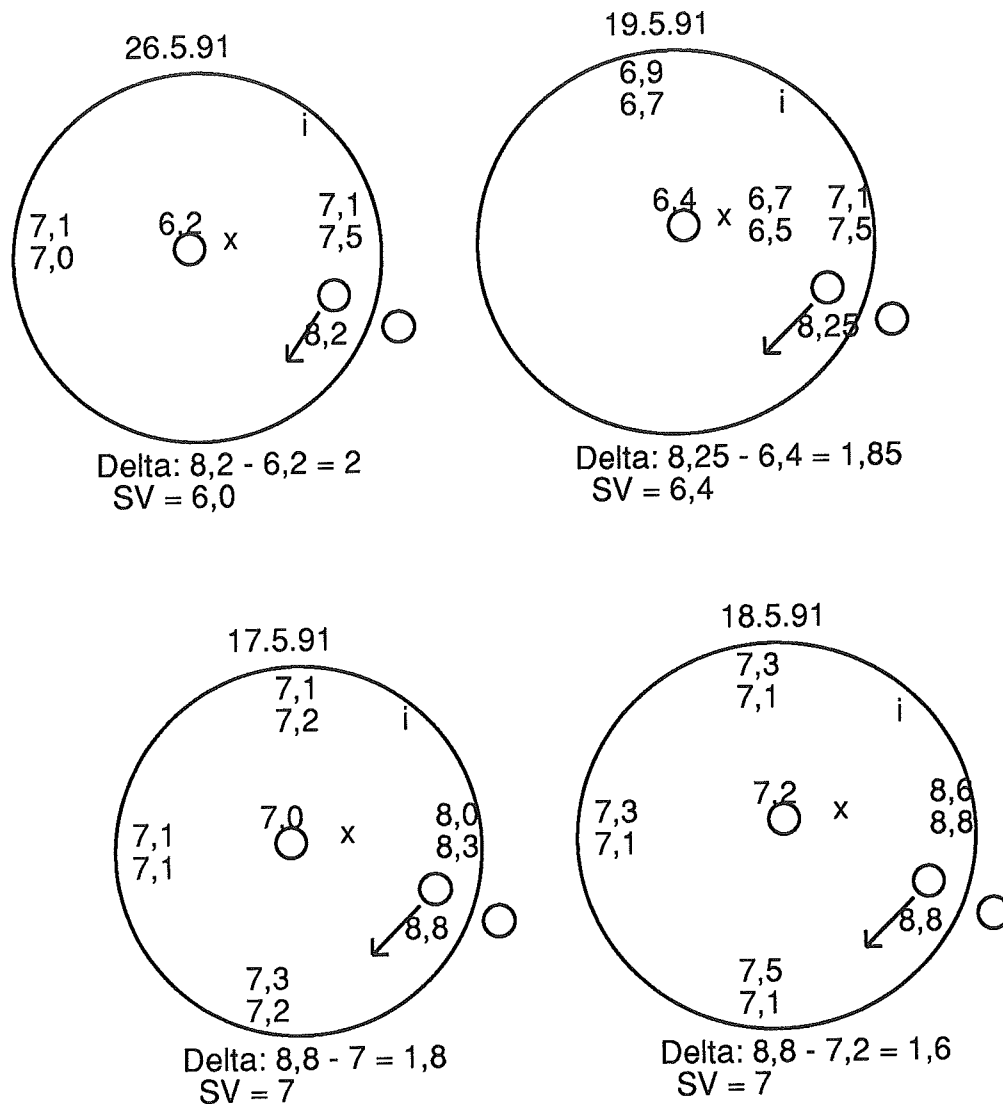 26.5.91
i
7,1
7,0
6,2
x
7,1
7,5
8,2
Delta: 8,2 - 6,2 = 2
SV = 6,0
19.5.91
6,9
6,7
i
6,4
x
6,7
6,5
7,1
7,5
8,25
Delta: 8,25 - 6,4 = 1,85
SV = 6,4
17.5.91
7,1
7,2
i
7,1
7,1
7,0
x
8,0
8,3
8,8
7,3
7,2
Delta: 8,8 - 7 = 1,8
SV = 7
18.5.91
7,3
7,1
i
7,3
7,1
7,2
x
8,6
8,8
8,8
7,5
7,1
Delta: 8,8 - 7,2 = 1,6
SV = 7